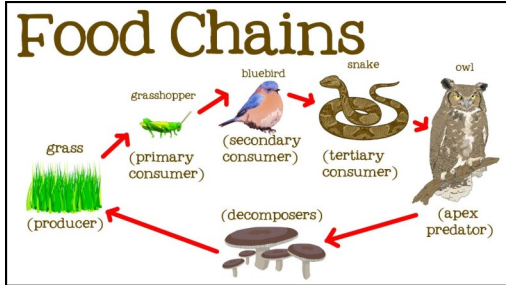 Food Chains
grass
(producer)
grasshopper
(primary
consumer)
bluebird
(secondary
consumer)
snake
(tertiary
consumer)
owl
(apex
predator)
(decomposers)